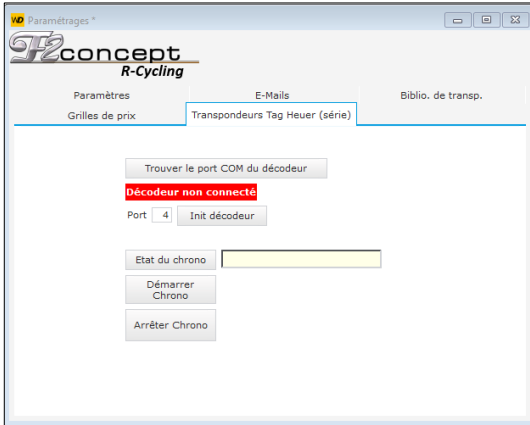 WD Paramétrages *
F2concept
R-Cycling
Paramètres E-Mails Biblio. de transp.
Grilles de prix Transpondeurs Tag Heuer (série)
Trouver le port COM du décodeur
Décodeur non connecté
Port 4 Init décodeur
Etat du chrono
Démarrer
Chrono
Arrêter Chrono